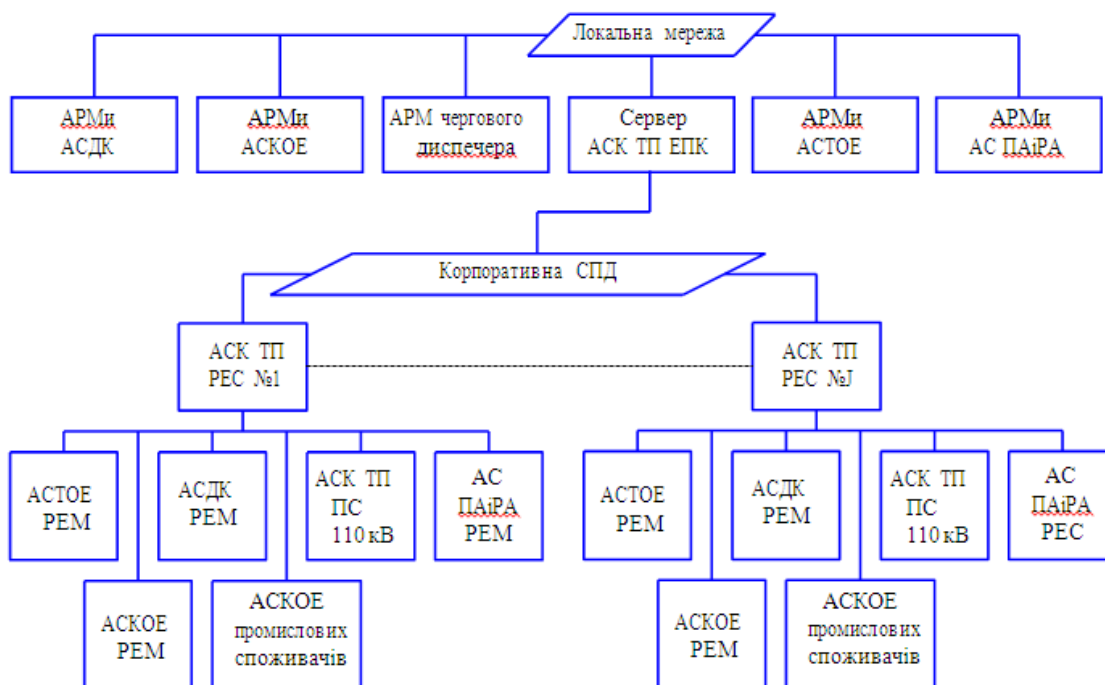 Локальна мережа
АРМи
АСДК
АРМи
АСКОЕ
АРМ чергового
диспечера
Сервер
АСК ТП ЕПК
АРМи
АСТОЕ
АРМи
АС ПАіРА
Корпоративна СПД
АСК ТП
РЕС №1
АСК ТП
РЕС №J
АСТОЕ
РЕМ
АСДК
РЕМ
АСК ТП
ПС
110 кВ
АС
ПАіРА
РЕМ
АСТОЕ
РЕМ
АСДК
РЕМ
АСК ТП
ПС
110 кВ
АС
ПАіРА
РЕС
АСКОЕ
РЕМ
АСКОЕ
промислових
споживачів
АСКОЕ
РЕМ
АСКОЕ
промислових
споживачів